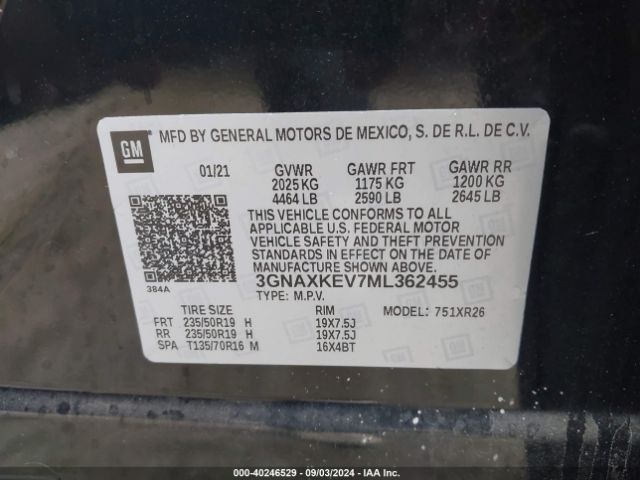 GM MFD BY GENERAL MOTORS DE MEXICO, S. DE R.L. DE C.V.
01/21 GVWR GAWR FRT GAWR RR
2025 KG 1175 KG 1200 KG
4464 LB 2590 LB 2645 LB
THIS VEHICLE CONFORMS TO ALL
APPLICABLE U.S. FEDERAL MOTOR
VEHICLE SAFETY AND THEFT PREVENTION
STANDARDS IN EFFECT ON THE DATE OF
MANUFACTURE SHOWN ABOVE.
384A 3GNAXKEV7ML362455
TYPE: M.P.V. MODEL: 751XR26
TIRE SIZE RIM
FRT 235/50R19 H 19X7.5J
RR 235/50R19 H 19X7.5J
SPA T135/70R16 M 16X4BT
000-40246529 - 09/03/2024 - IAA Inc.